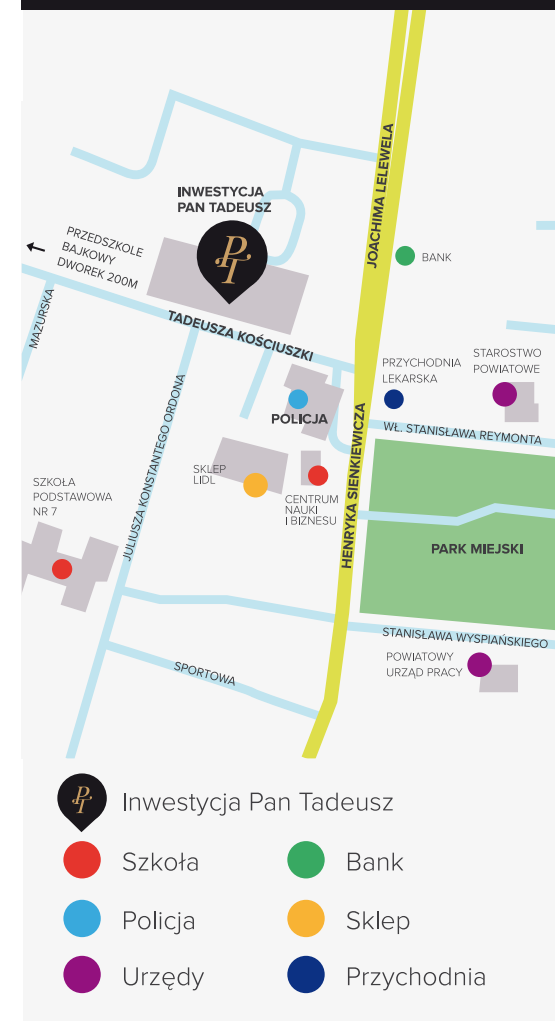 JOACHIMA LELEWELA
INWESTYCJA
PAN TADEUSZ
PT
PRZEDSZKOLE
BAJKOWY
DWOREK 200M
BANK
MAZURSKA
TADEUSZA KOŚCIUSZKI
PRZYCHODNIA
LEKARSKA
STAROSTWO
POWIATOWE
POLICJA
WŁ. STANISŁAWA REYMONTA
JULIUSZA KONSTANTEGO ORDONA
HENRYKA SIENKIEWICZA
SKLEP
LIDL
SZKOŁA
PODSTAWOWA
NR 7
CENTRUM
NAUKI
I BIZNESU
PARK MIEJSKI
STANISŁAWA WYSPIAŃSKIEGO
POWIATOWY
URZĄD PRACY
SPORTOWA
PT
Inwestycja Pan Tadeusz
Szkoła
Bank
Policja
Sklep
Urzędy
Przychodnia